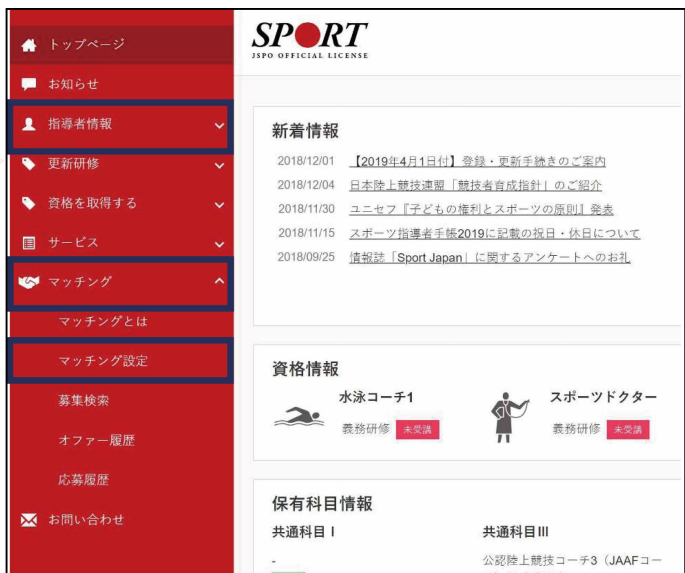 トップページ
お知らせ
指導者情報
更新研修
資格を取得する
サービス
マッチング
マッチングとは
マッチング設定
募集検索
オファー履歴
応募履歴
お問い合わせ
SPORT
JSPO OFFICIAL LICENSE
新着情報
2018/12/01 【2019年4月1日付】登録・更新手続きのご案内
2018/12/04 日本陸上競技連盟「競技者育成指針」のご紹介
2018/11/30 ユニセフ『子どもの権利とスポーツの原則』発表
2018/11/15 スポーツ指導者手帳2019に記載の祝日・休日について
2018/09/25 情報誌「Sport Japan」に関するアンケートへのお礼
資格情報
水泳コーチ1
義務研修 未受講
スポーツドクター
義務研修 未受講
保有科目情報
共通科目 I
-
共通科目III
公認陸上競技コーチ3（JAAFコー